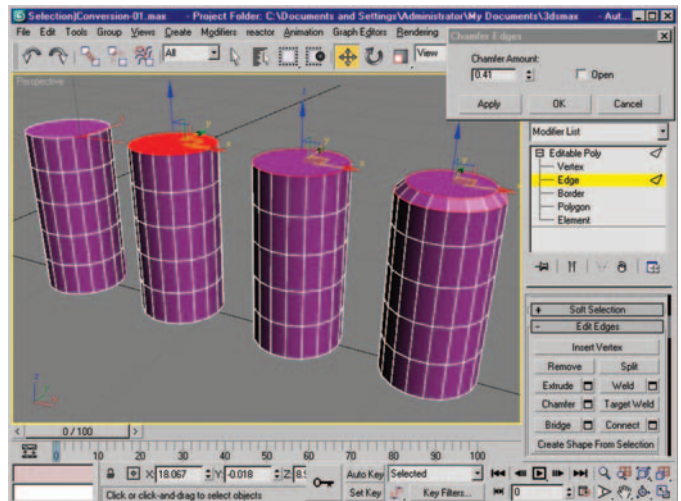 Selection)Conversion-01.max - Project Folder: C:\Documents and Settings\Administrator\My Documents\3dsmax - Aut...
File Edit Tools Group Views Create Modifiers reactor Animation Graph Editors Rendering
All
View
Chamfer Edges
Chamfer Amount:
0.41
Open
Apply OK Cancel
Perspective
Modifier List
Editable Poly
Vertex
Edge
Border
Polygon
Element
+ Soft Selection
- Edit Edges
Insert Vertex
Remove Split
Extrude Weld
Chamfer Target Weld
Bridge Connect
Create Shape From Selection
z
x
y
< 0 / 100 >
0 10 20 30 40 50 60 70 80 90 100
X: 18.067 Y: -0.018 Z:
Auto Key Selected
Click or click-and-drag to select objects
Set Key Key Filters... 0